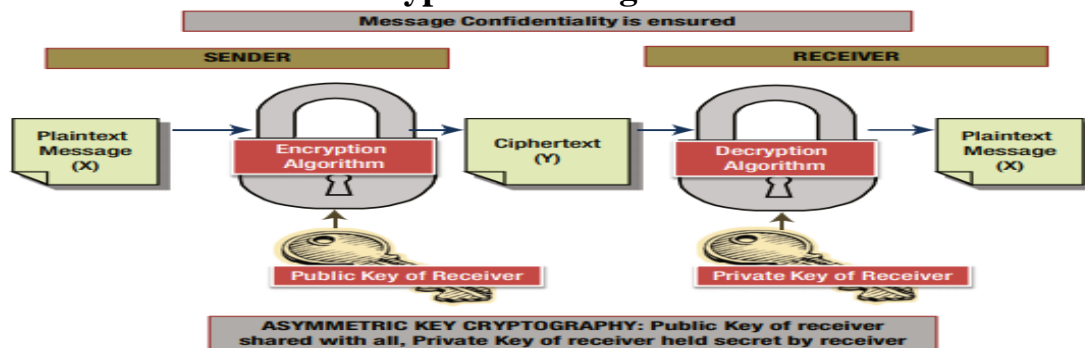 Message Confidentiality is ensured
SENDER
RECEIVER
Plaintext
Message
(X)
Encryption
Algorithm
Ciphertext
(Y)
Decryption
Algorithm
Plaintext
Message
(X)
Public Key of Receiver
Private Key of Receiver
ASYMMETRIC KEY CRYPTOGRAPHY: Public Key of receiver
shared with all, Private Key of receiver held secret by receiver